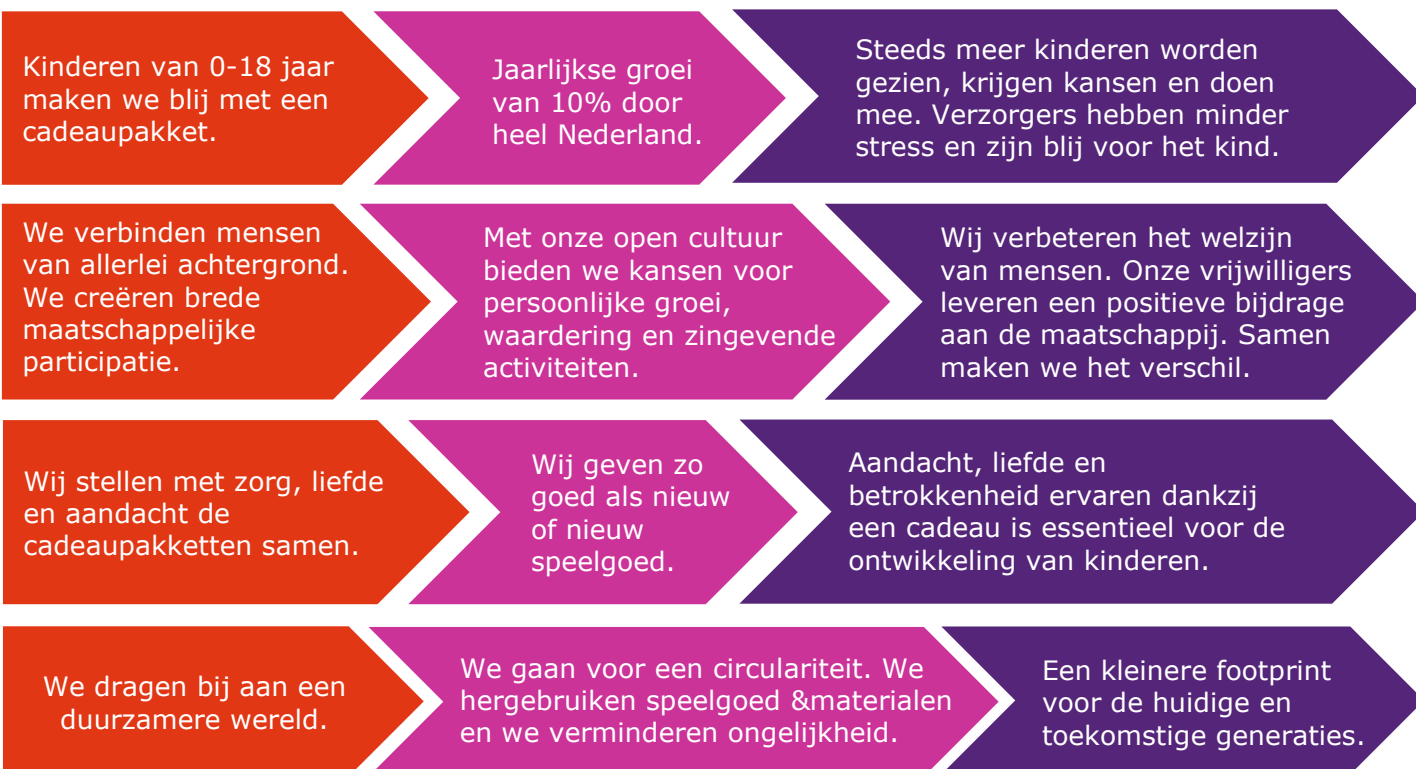 Kinderen van 0-18 jaar
maken we blij met een
cadeaupakket.
Jaarlijkse groei
van 10% door
heel Nederland.
Steeds meer kinderen worden
gezien, krijgen kansen en doen
mee. Verzorgers hebben minder
stress en zijn blij voor het kind.
We verbinden mensen
van allerlei achtergrond.
We creëren brede
maatschappelijke
participatie.
Met onze open cultuur
bieden we kansen voor
persoonlijke groei,
waardering en zingevende
activiteiten.
Wij verbeteren het welzijn
van mensen. Onze vrijwilligers
leveren een positieve bijdrage
aan de maatschappij. Samen
maken we het verschil.
Wij stellen met zorg, liefde
en aandacht de
cadeaupakketten samen.
Wij geven zo
goed als nieuw
of nieuw
speelgoed.
Aandacht, liefde en
betrokkenheid ervaren dankzij
een cadeau is essentieel voor de
ontwikkeling van kinderen.
We dragen bij aan een
duurzamere wereld.
We gaan voor een circulariteit. We
hergebruiken speelgoed &materialen
en we verminderen ongelijkheid.
Een kleinere footprint
voor de huidige en
toekomstige generaties.